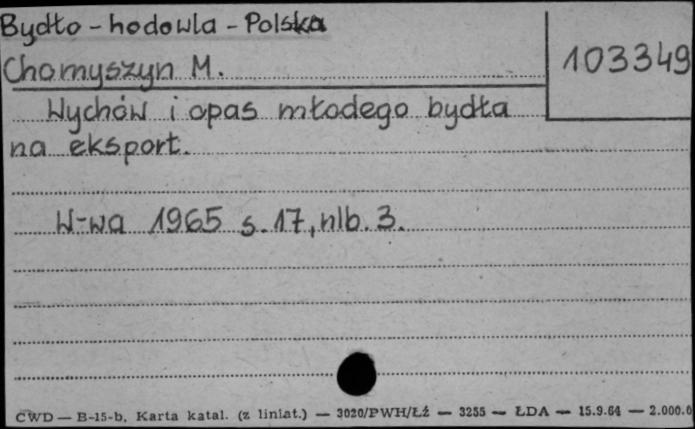 Bydło - hodowla - Polska
103349
Chomyszyn M.
Wychów i opas młodego bydła
na eksport.
W-wa 1965 s. 17, nlb. 3.
CWD — B-15-b. Karta katal. (z liniat.) — 3020/PWH/Łż — 3255 — ŁDA — 15.9.64 — 2.000.0